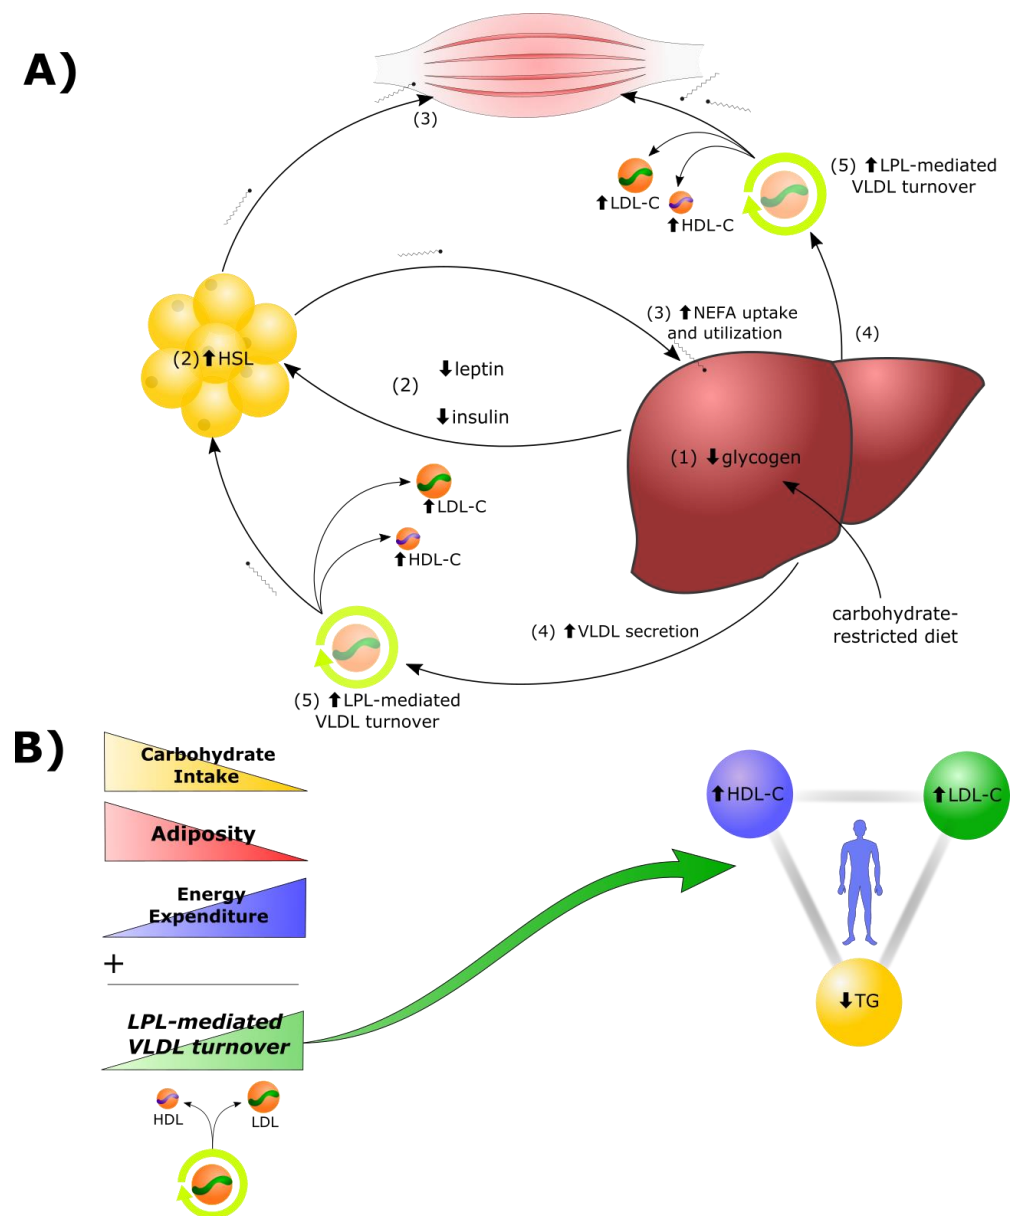 A)
(3)
(5) ⬆LPL-mediated
VLDL turnover
⬆LDL-C
⬆HDL-C
(3) ⬆NEFA uptake
and utilization
(4)
(2) ⬆HSL
(2)
⬇leptin
⬇insulin
(1) ⬇glycogen
⬆LDL-C
⬆HDL-C
carbohydrate-
restricted diet
(4) ⬆VLDL secretion
(5) ⬆LPL-mediated
VLDL turnover
B)
Carbohydrate
Intake
Adiposity
Energy
Expenditure
+
LPL-mediated
VLDL turnover
HDL
LDL
⬆HDL-C
⬆LDL-C
⬇TG